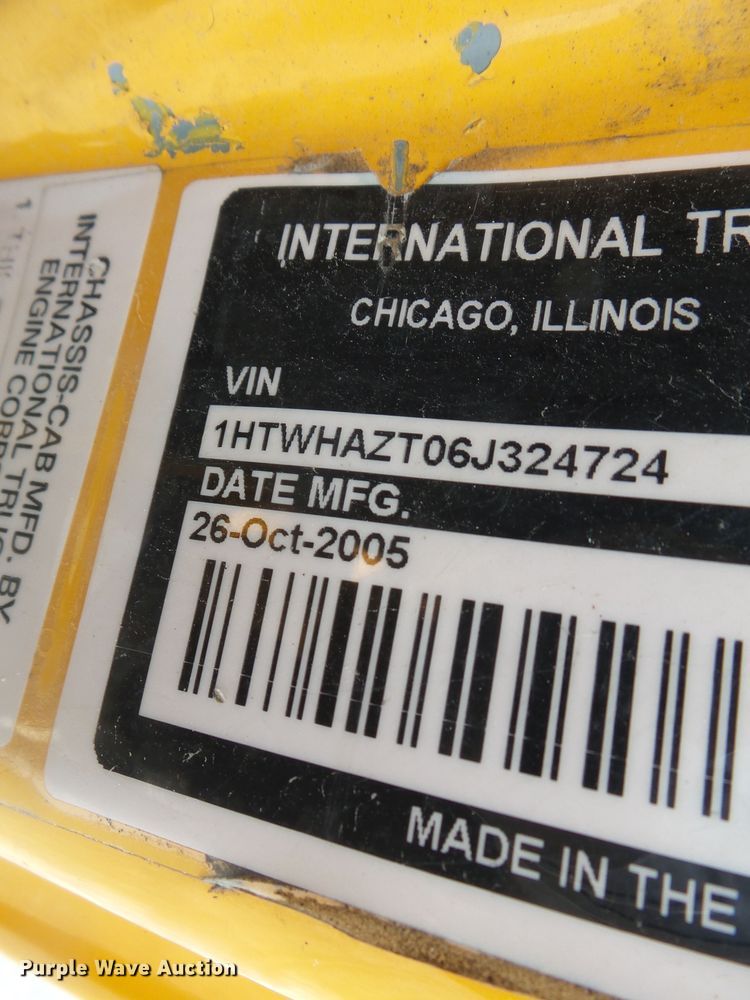 INTERNATIONAL TR
CHICAGO, ILLINOIS
VIN
1HTWHAZT06J324724
DATE MFG.
26-Oct-2005
MADE IN THE
CHASSIS-CAB MFD. BY
INTERNATIONAL TRUC
ENGINE CORP
Purple Wave Auction